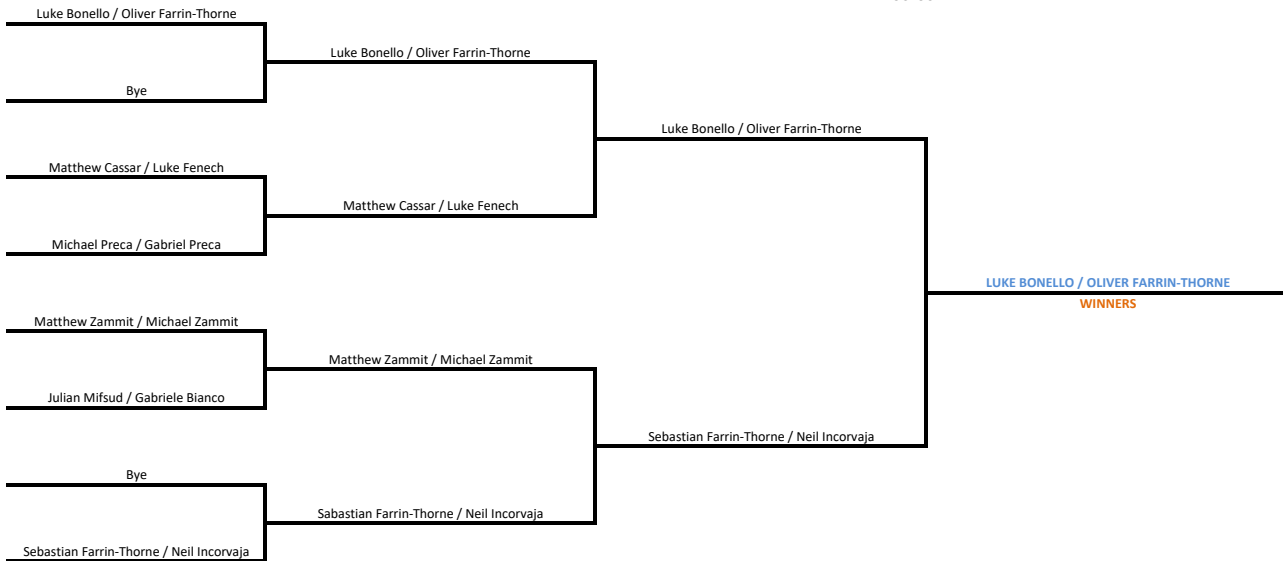 Luke Bonello / Oliver Farrin-Thorne
Bye
Matthew Cassar / Luke Fenech
Michael Preca / Gabriel Preca
Matthew Zammit / Michael Zammit
Julian Mifsud / Gabriele Bianco
Bye
Sebastian Farrin-Thorne / Neil Incorvaja
Luke Bonello / Oliver Farrin-Thorne
Matthew Cassar / Luke Fenech
Matthew Zammit / Michael Zammit
Sabastian Farrin-Thorne / Neil Incorvaja
Luke Bonello / Oliver Farrin-Thorne
Sebastian Farrin-Thorne / Neil Incorvaja
LUKE BONELLO / OLIVER FARRIN-THORNE
WINNERS